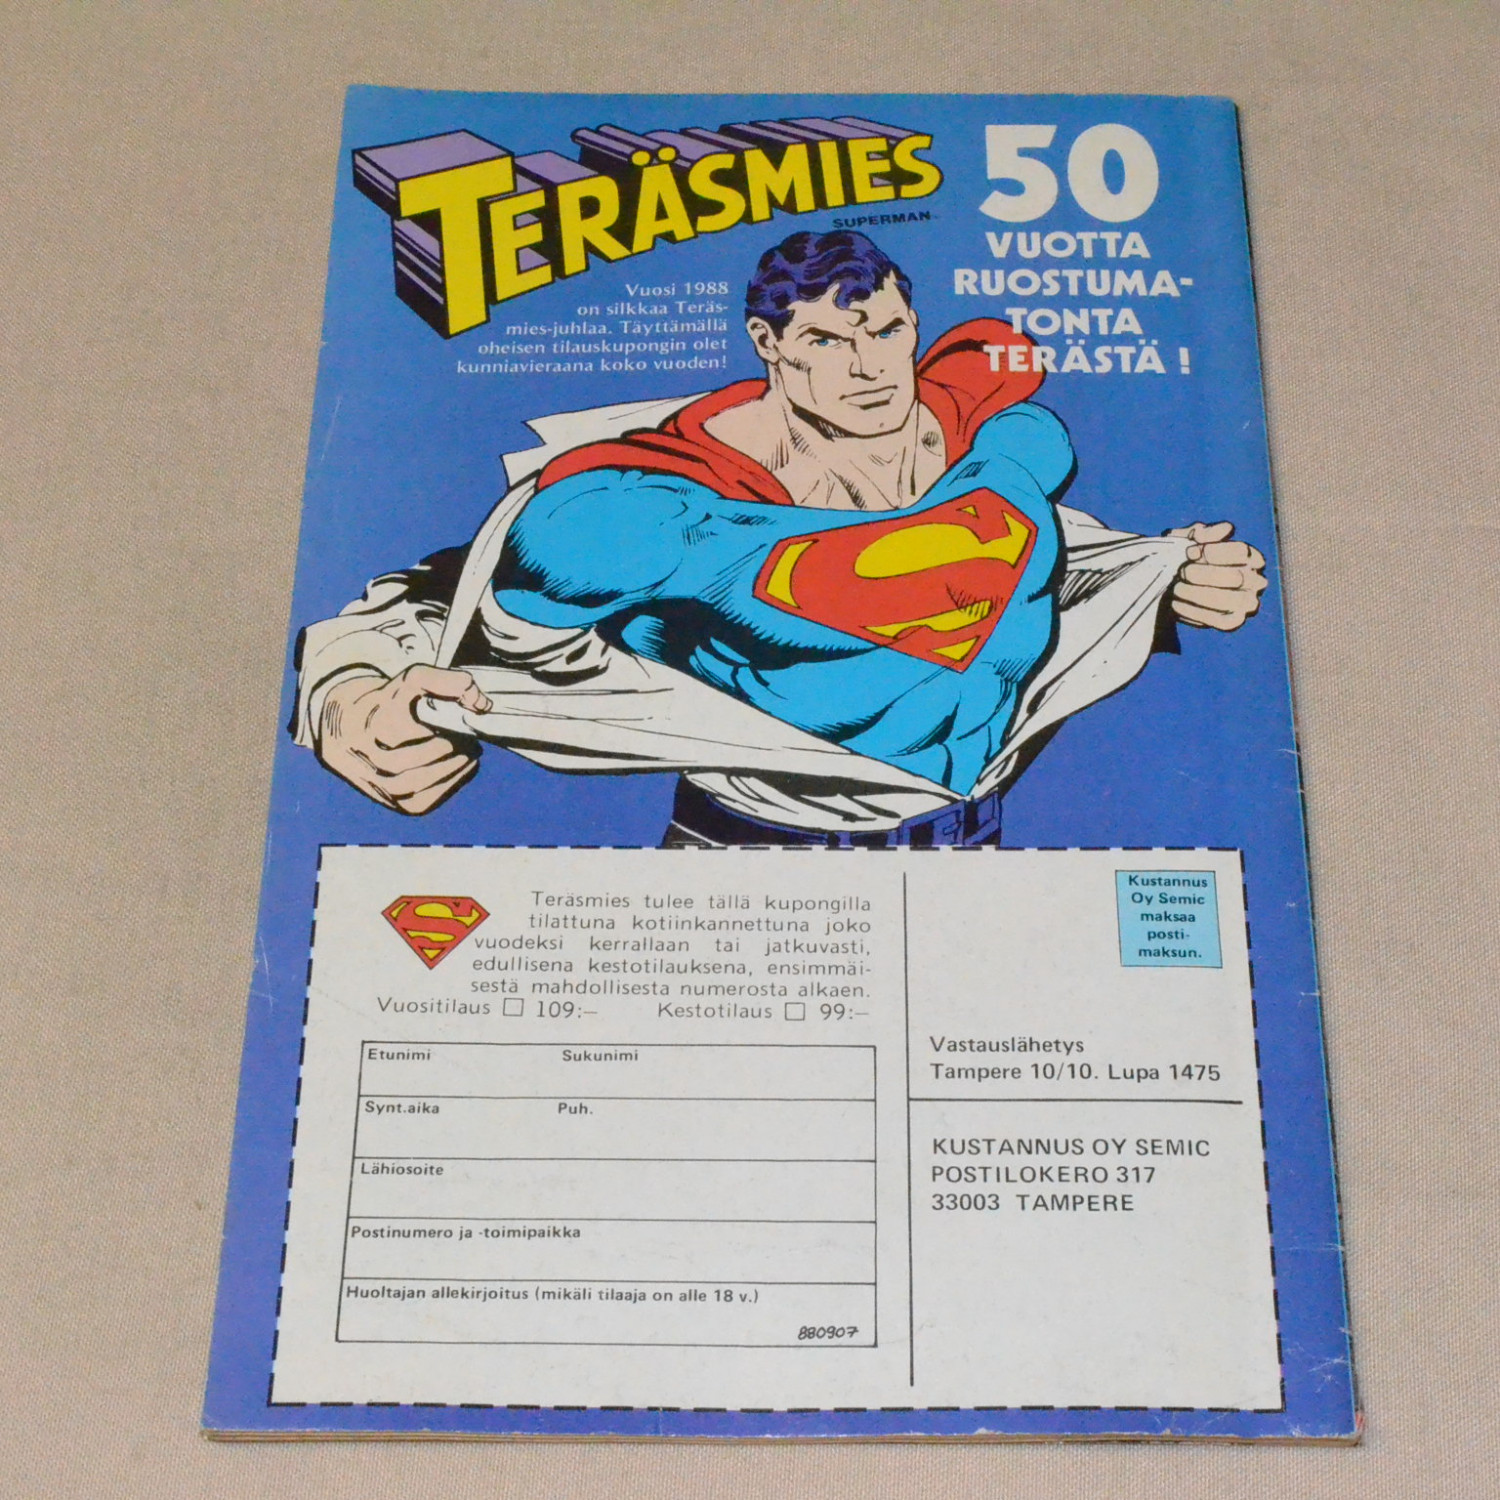 TERÄSMIES
SUPERMAN
50
VUOTTA
RUOSTUMA-
TONTA
TERÄSTÄ !
Vuosi 1988
on silkkaa Teräs-
mies-juhlaa. Täyttämällä
oheisen tilauskupongin olet
kunniavieraana koko vuoden!
S
Teräsmies tulee tällä kupongilla
tilattuna kotiinkannettuna joko
vuodeksi kerrallaan tai jatkuvasti,
edullisena kestotilauksena, ensimmäi-
sestä mahdollisesta numerosta alkaen.
Vuositilaus □ 109:— Kestotilaus □ 99:—
Etunimi Sukunimi
Synt.aika Puh.
Lähiosoite
Postinumero ja -toimipaikka
Huoltajan allekirjoitus (mikäli tilaaja on alle 18 v.)
880907
Kustannus
Oy Semic
maksaa
posti-
maksun.
Vastauslähetys
Tampere 10/10. Lupa 1475
KUSTANNUS OY SEMIC
POSTILOKERO 317
33003 TAMPERE